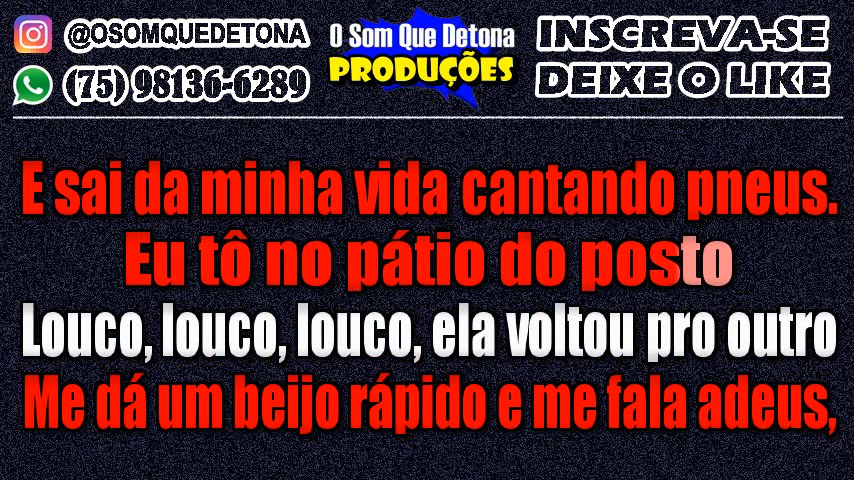 @OSOMQUEDETONA
(75) 98136-6289
O Som Que Detona
PRODUÇÕES
INSCREVA-SE
DEIXE O LIKE
E sai da minha vida cantando pneus.
Eu tô no pátio do posto
Louco, louco, louco, ela voltou pro outro
Me dá um beijo rápido e me fala adeus,